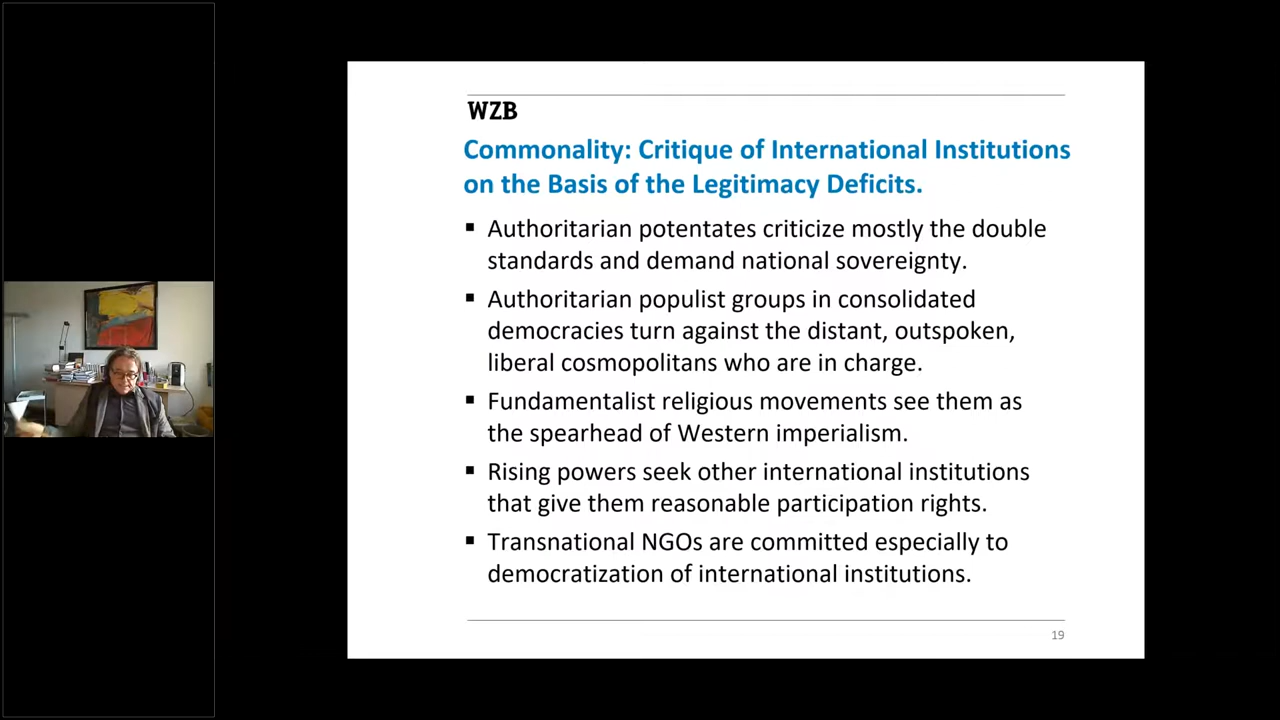 WZB
Commonality: Critique of International Institutions
on the Basis of the Legitimacy Deficits.
▪ Authoritarian potentates criticize mostly the double
standards and demand national sovereignty.
▪ Authoritarian populist groups in consolidated
democracies turn against the distant, outspoken,
liberal cosmopolitans who are in charge.
▪ Fundamentalist religious movements see them as
the spearhead of Western imperialism.
▪ Rising powers seek other international institutions
that give them reasonable participation rights.
▪ Transnational NGOs are committed especially to
democratization of international institutions.
19